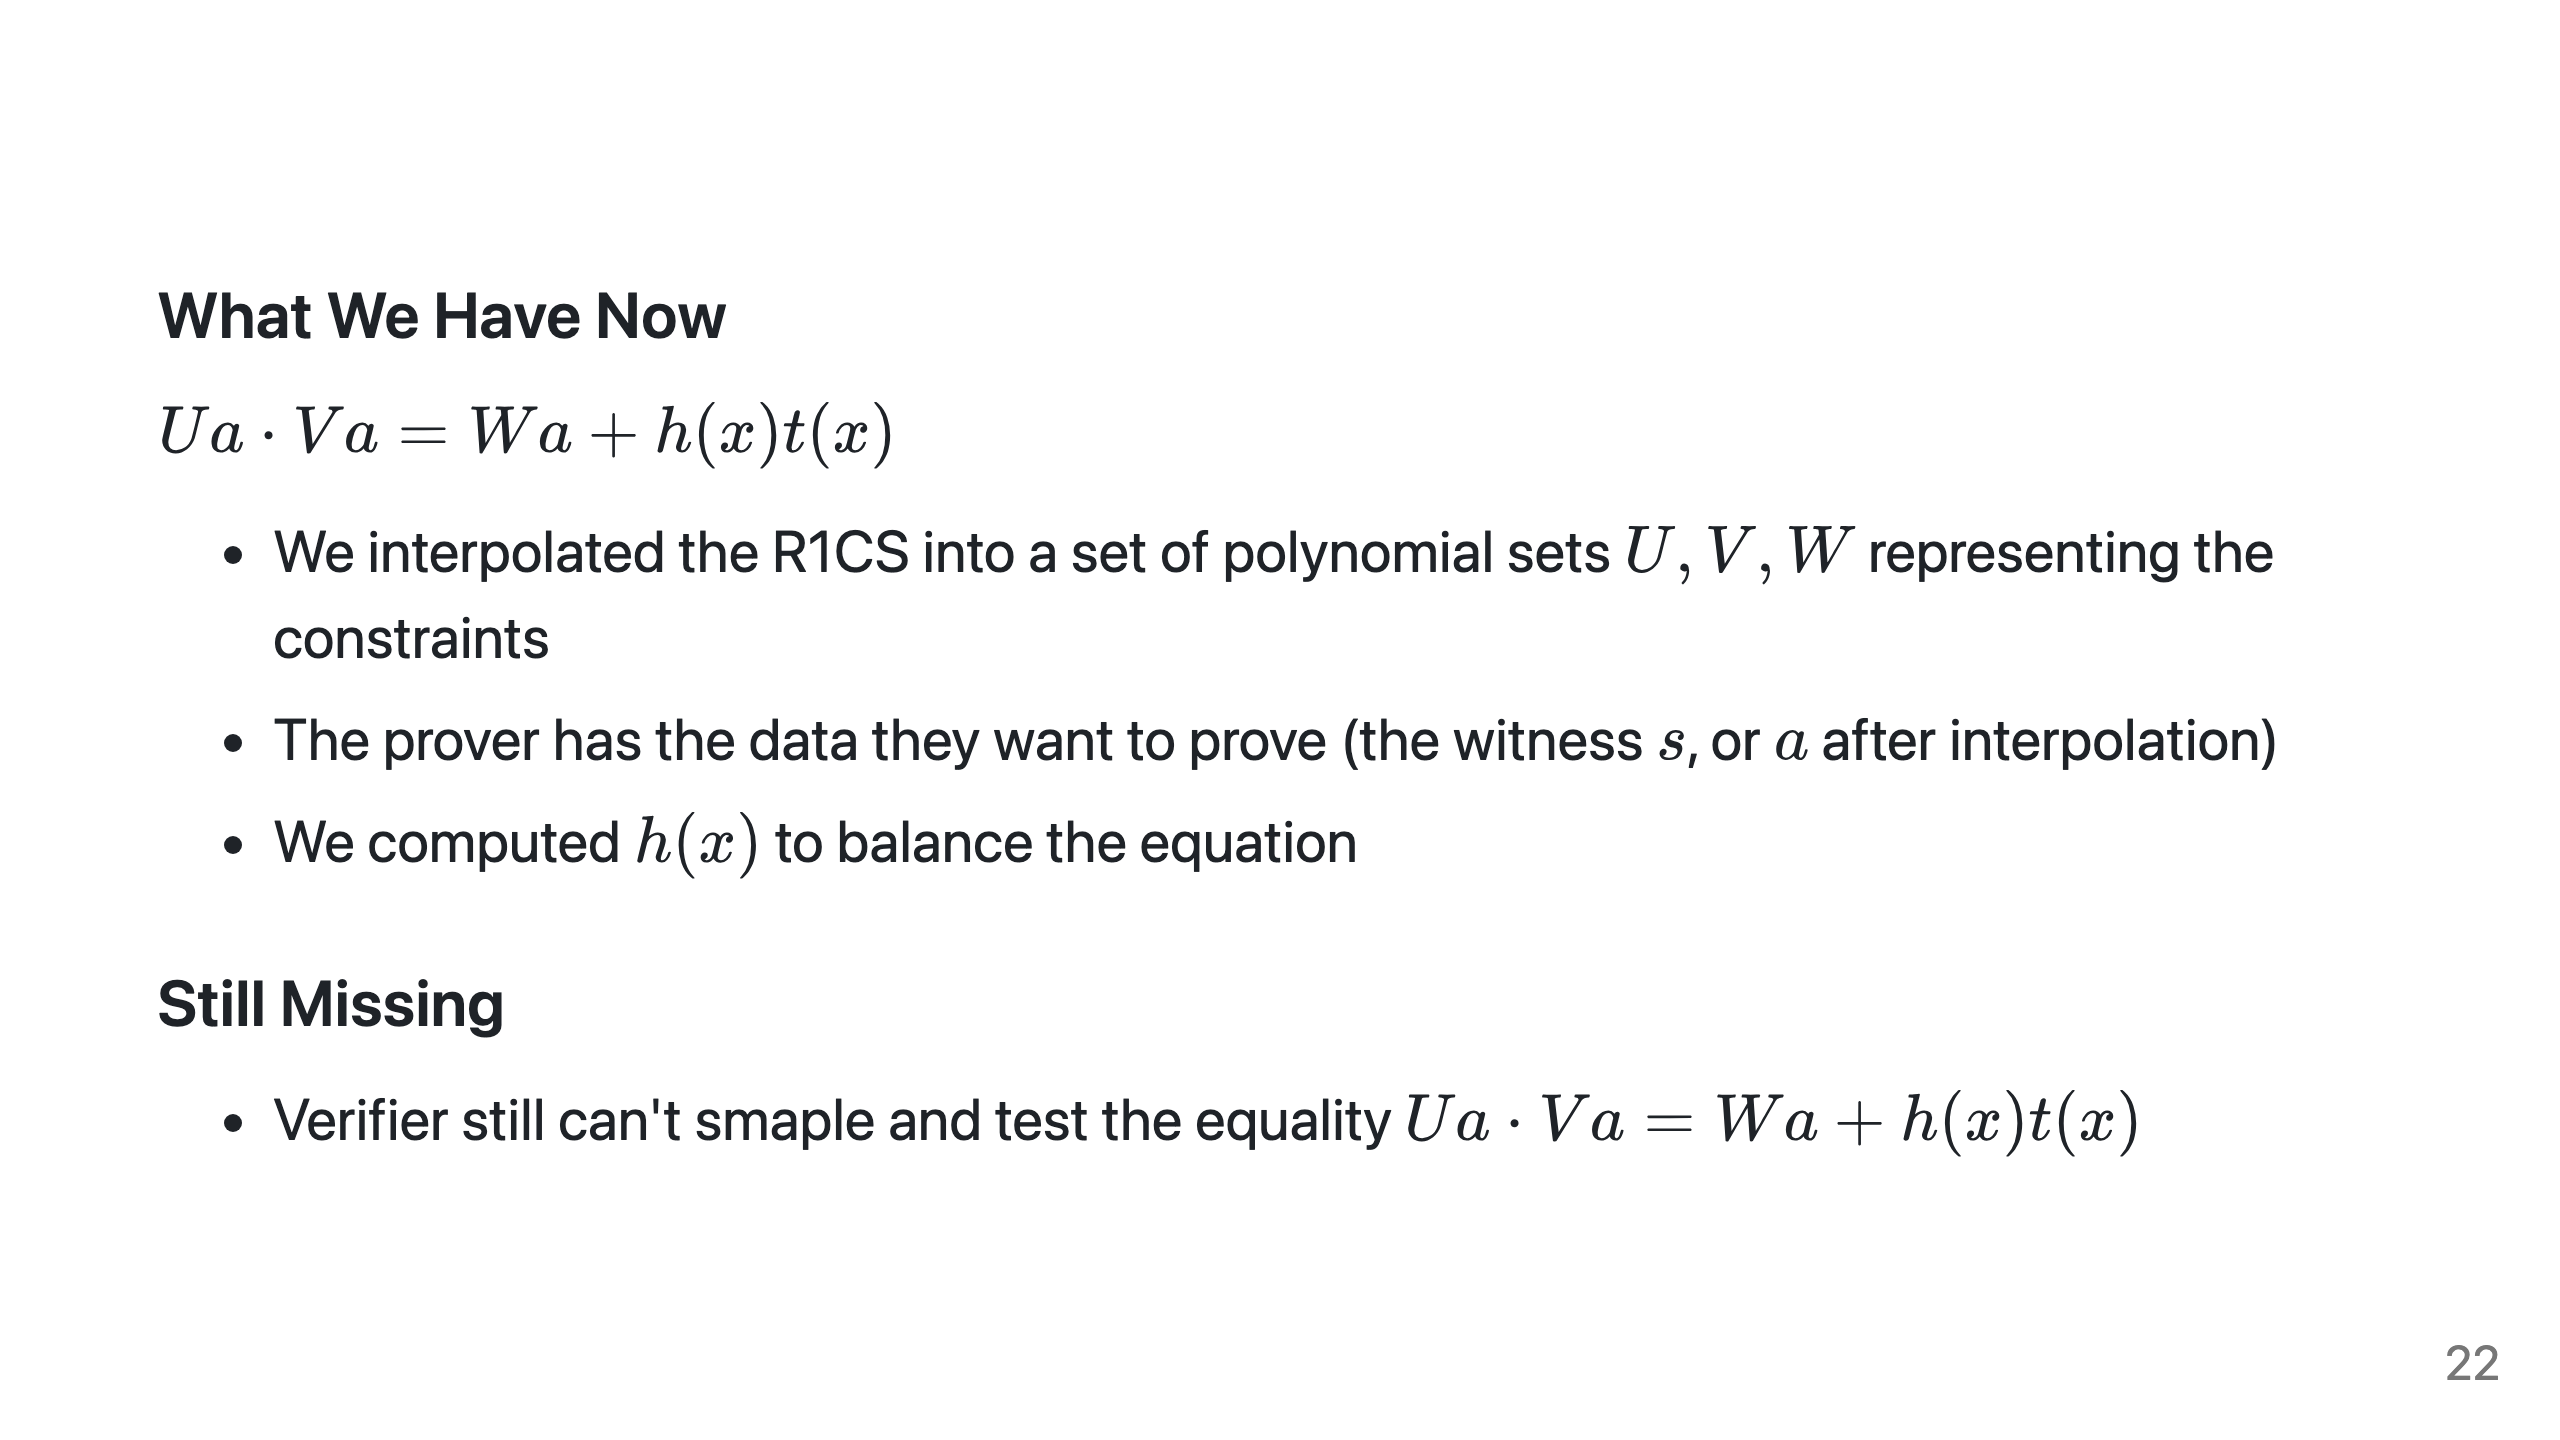 What We Have Now
Ua · Va = Wa + h(x)t(x)
• We interpolated the R1CS into a set of polynomial sets U, V, W representing the
constraints
• The prover has the data they want to prove (the witness s, or a after interpolation)
• We computed h(x) to balance the equation
Still Missing
• Verifier still can't smaple and test the equality Ua · Va = Wa + h(x)t(x)
22